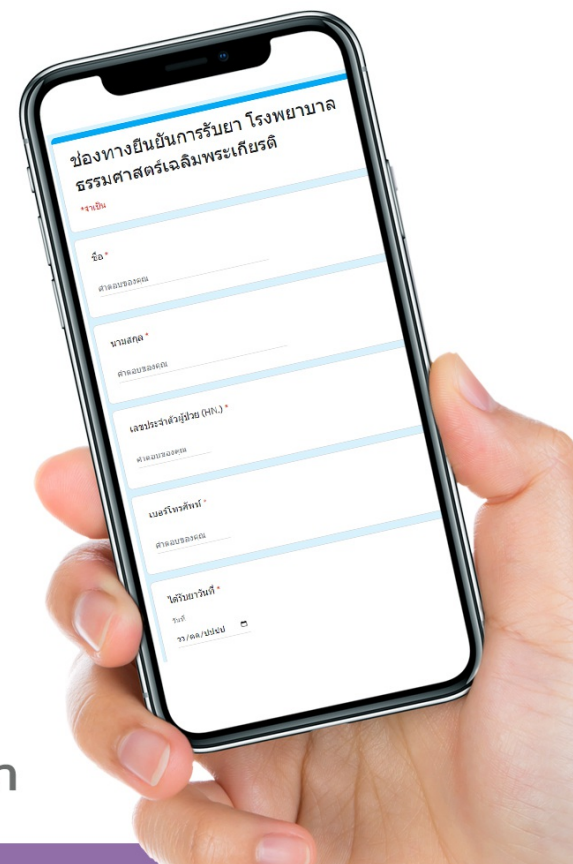 ช่องทางยืนยันการรับยา โรงพยาบาล
ธรรมศาสตร์เฉลิมพระเกียรติ
*จำเป็น
ชื่อ *
คำตอบของคุณ
นามสกุล *
คำตอบของคุณ
เลขประจำตัวผู้ป่วย (HN.) *
คำตอบของคุณ
เบอร์โทรศัพท์ *
คำตอบของคุณ
ได้รับยาวันที่ *
วันที่
วว/ดด/ปปปป
า